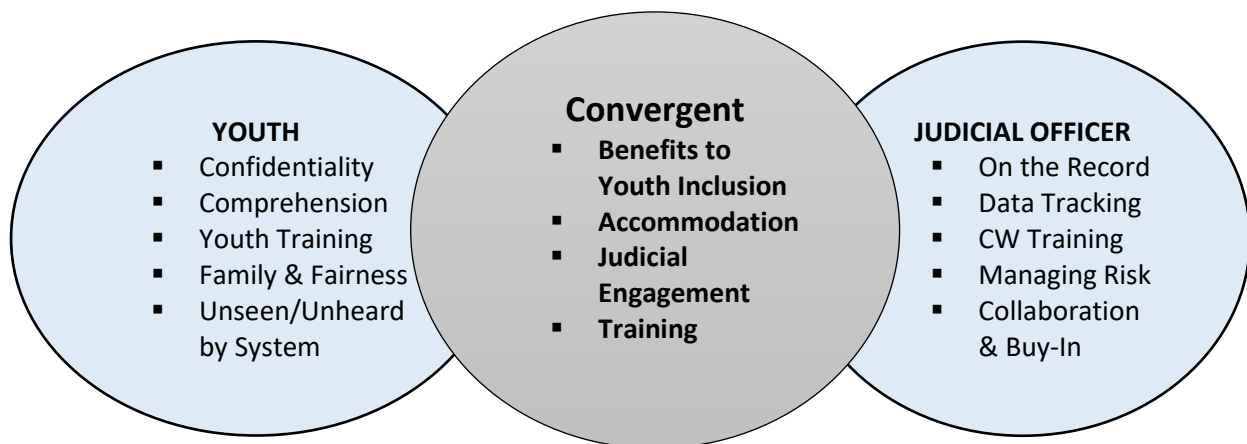 YOUTH
▪ Confidentiality
▪ Comprehension
▪ Youth Training
▪ Family & Fairness
▪ Unseen/Unheard
by System
Convergent
▪ Benefits to
Youth Inclusion
▪ Accommodation
▪ Judicial
Engagement
▪ Training
JUDICIAL OFFICER
▪ On the Record
▪ Data Tracking
▪ CW Training
▪ Managing Risk
▪ Collaboration
& Buy-In